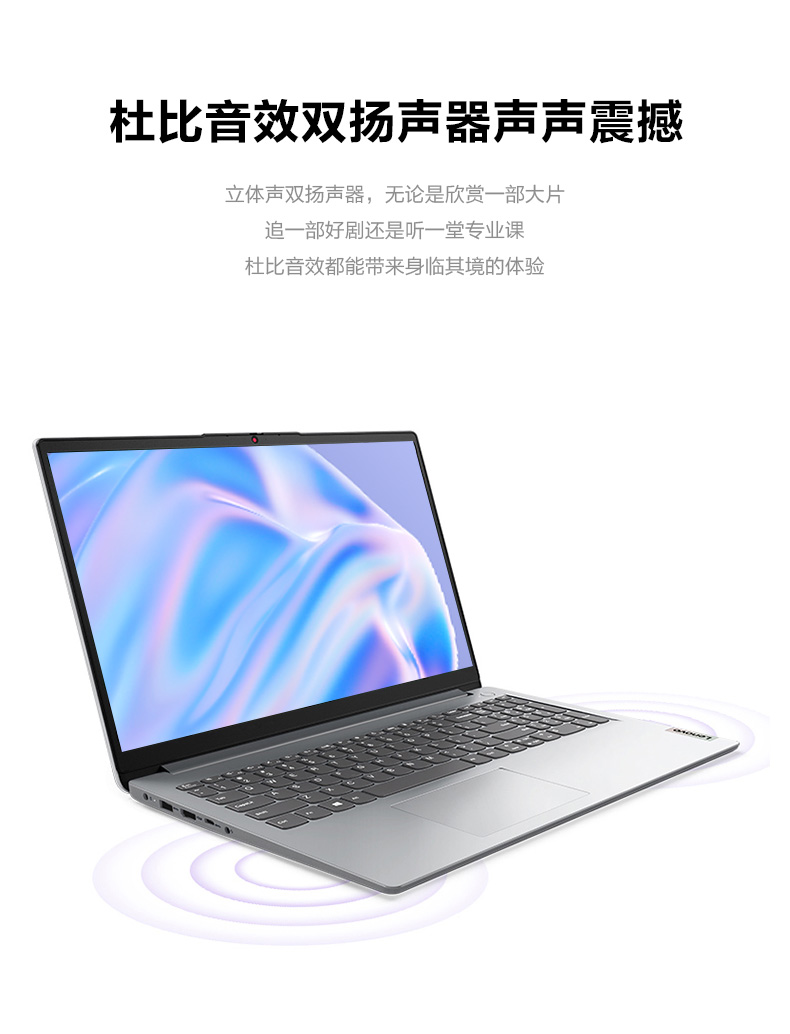 杜比音效双扬声器声声震撼
立体声双扬声器，无论是欣赏一部大片
追一部好剧还是听一堂专业课
杜比音效都能带来身临其境的体验
Lenovo